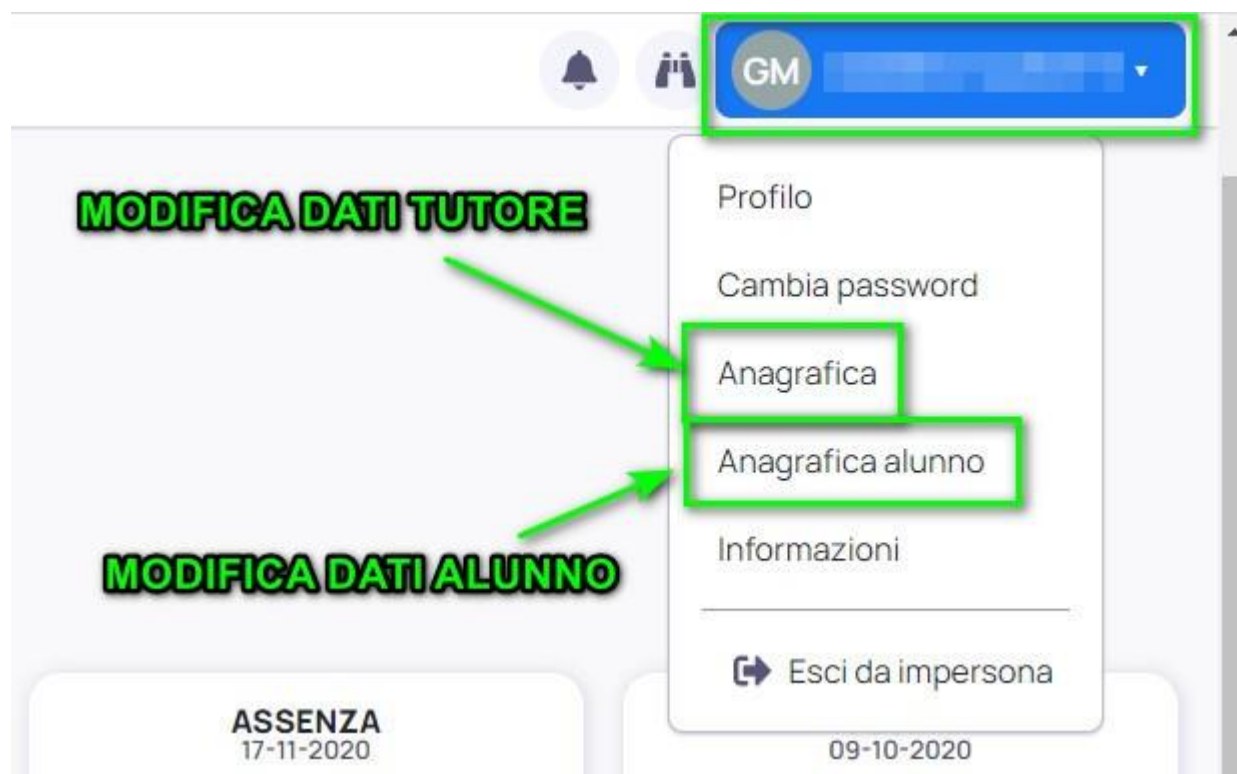 GM
Profilo
MODIFICA DATI TUTORE
Cambia password
Anagrafica
Anagrafica alunno
Informazioni
MODIFICA DATI ALUNNO
Esci da impersona
ASSENZA
17-11-2020
09-10-2020